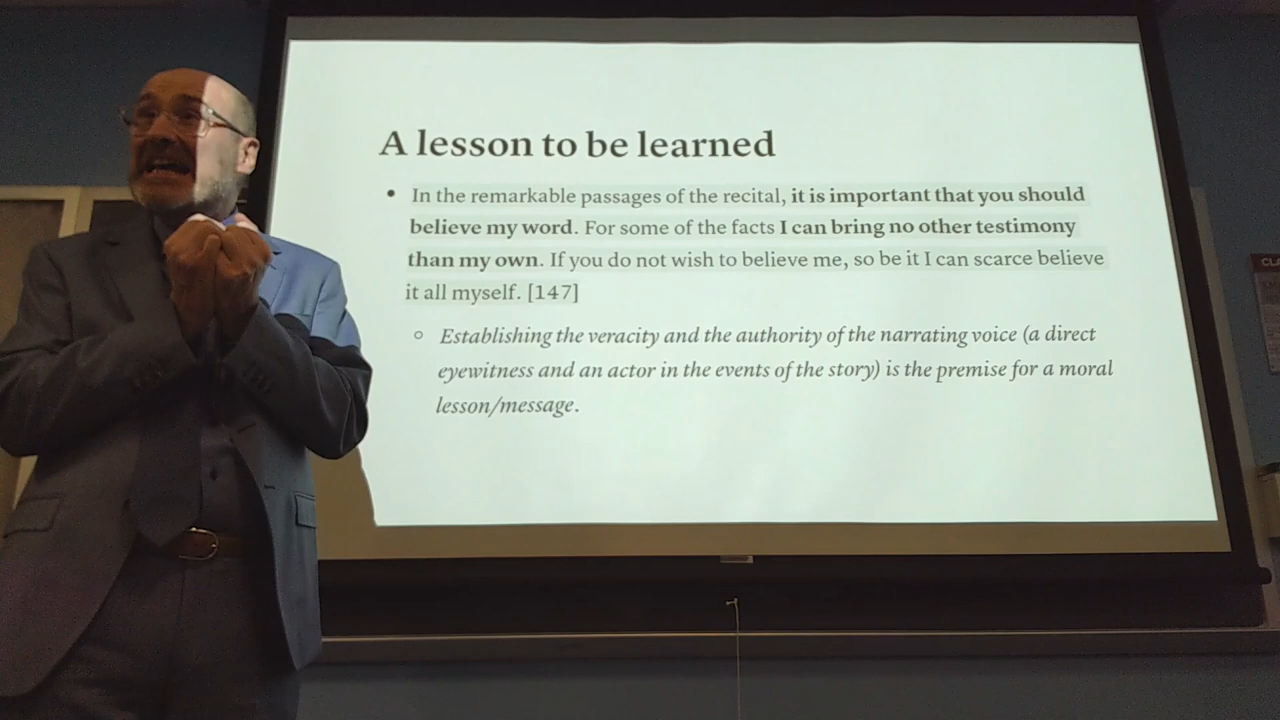 A lesson to be learned
• In the remarkable passages of the recital, it is important that you should
believe my word. For some of the facts I can bring no other testimony
than my own. If you do not wish to believe me, so be it I can scarce believe
it all myself. [147]
○ Establishing the veracity and the authority of the narrating voice (a direct
eyewitness and an actor in the events of the story) is the premise for a moral
lesson/message.